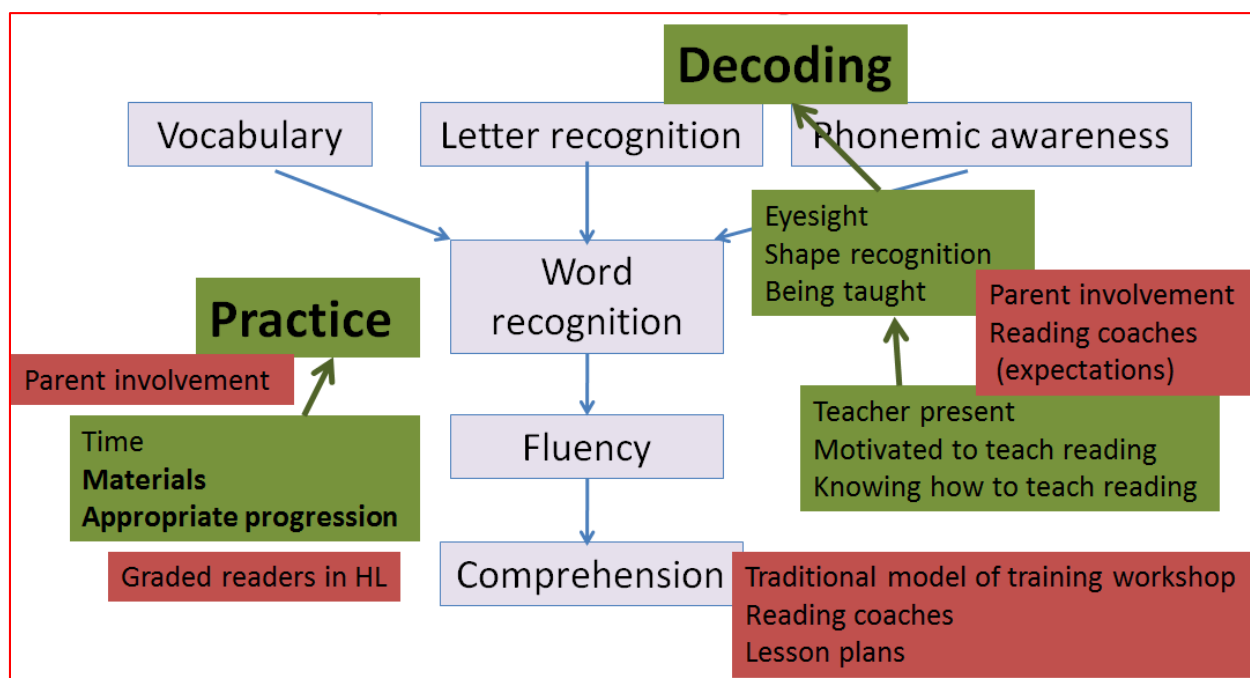 Decoding
Vocabulary
Letter recognition
Phonemic awareness
Eyesight
Shape recognition
Being taught
Word
recognition
Parent involvement
Reading coaches
(expectations)
Practice
Parent involvement
Teacher present
Motivated to teach reading
Knowing how to teach reading
Time
Materials
Appropriate progression
Fluency
Graded readers in HL
Comprehension
Traditional model of training workshop
Reading coaches
Lesson plans